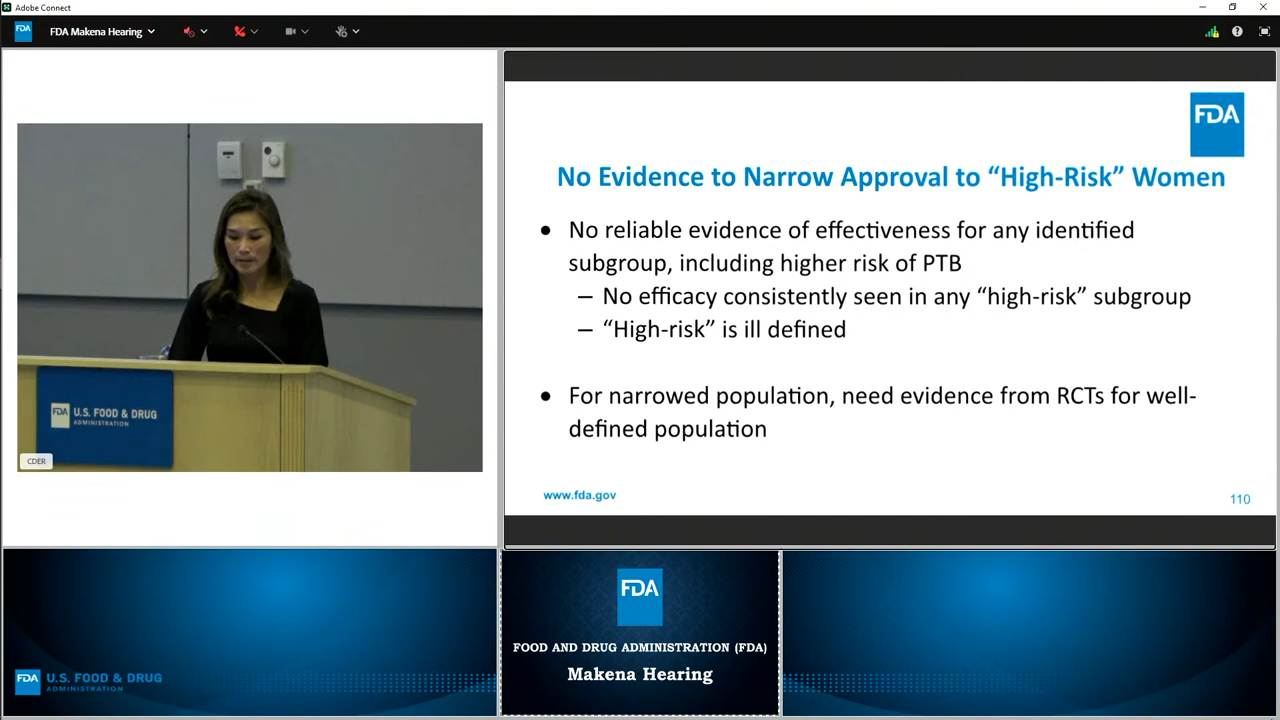 Adobe Connect
FDA
FDA Makena Hearing
FDA
No Evidence to Narrow Approval to “High-Risk” Women
● No reliable evidence of effectiveness for any identified
subgroup, including higher risk of PTB
– No efficacy consistently seen in any “high-risk” subgroup
– “High-risk” is ill defined
● For narrowed population, need evidence from RCTs for well-
defined population
www.fda.gov
110
FDA U.S. FOOD & DRUG
ADMINISTRATION
CDER
FDA
FOOD AND DRUG ADMINISTRATION (FDA)
Makena Hearing
FDA U.S. FOOD & DRUG
ADMINISTRATION